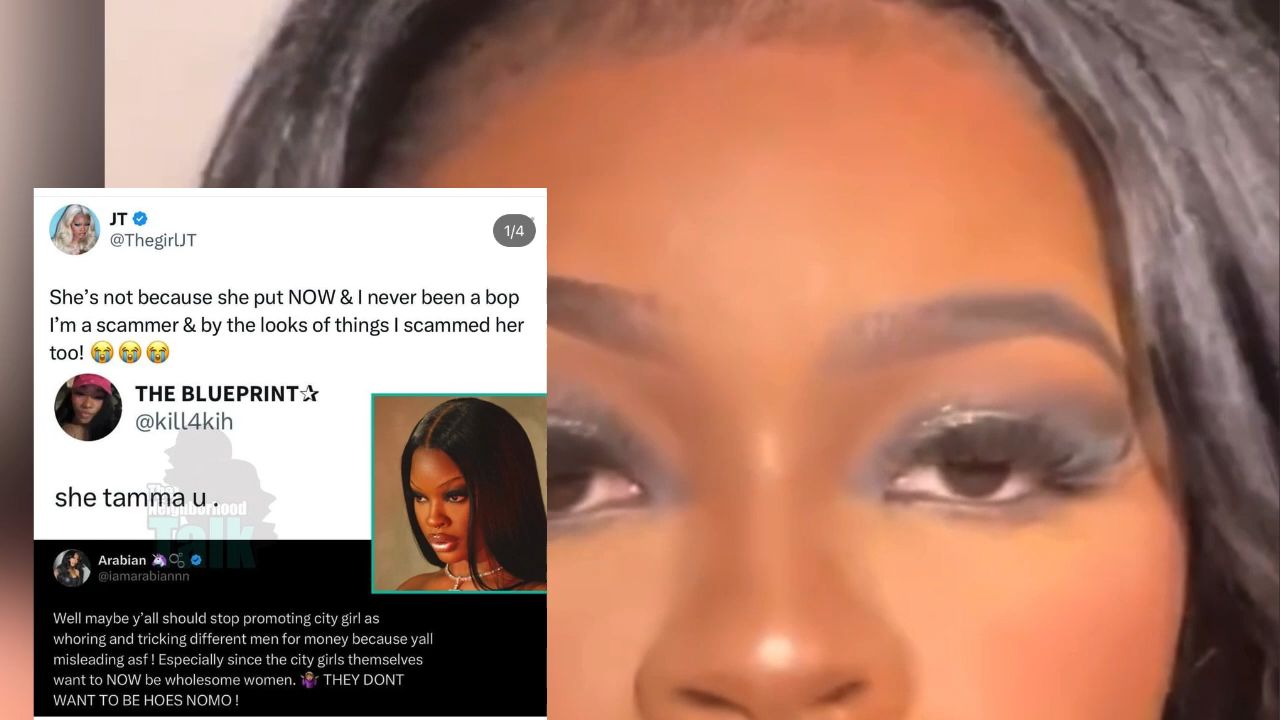 JT
@ThegirlJT
1/4
She's not because she put NOW & I never been a bop
I'm a scammer & by the looks of things I scammed her
too! 😭😭😭
THE BLUEPRINT✰
@kill4kih
she tamma u .
The
Neighborhood
Talk
Arabian 🦄🫧
@iamarabiannn
Well maybe y'all should stop promoting city girl as
whoring and tricking different men for money because yall
misleading asf ! Especially since the city girls themselves
want to NOW be wholesome women. 🤷🏾‍♀️ THEY DONT
WANT TO BE HOES NOMO !